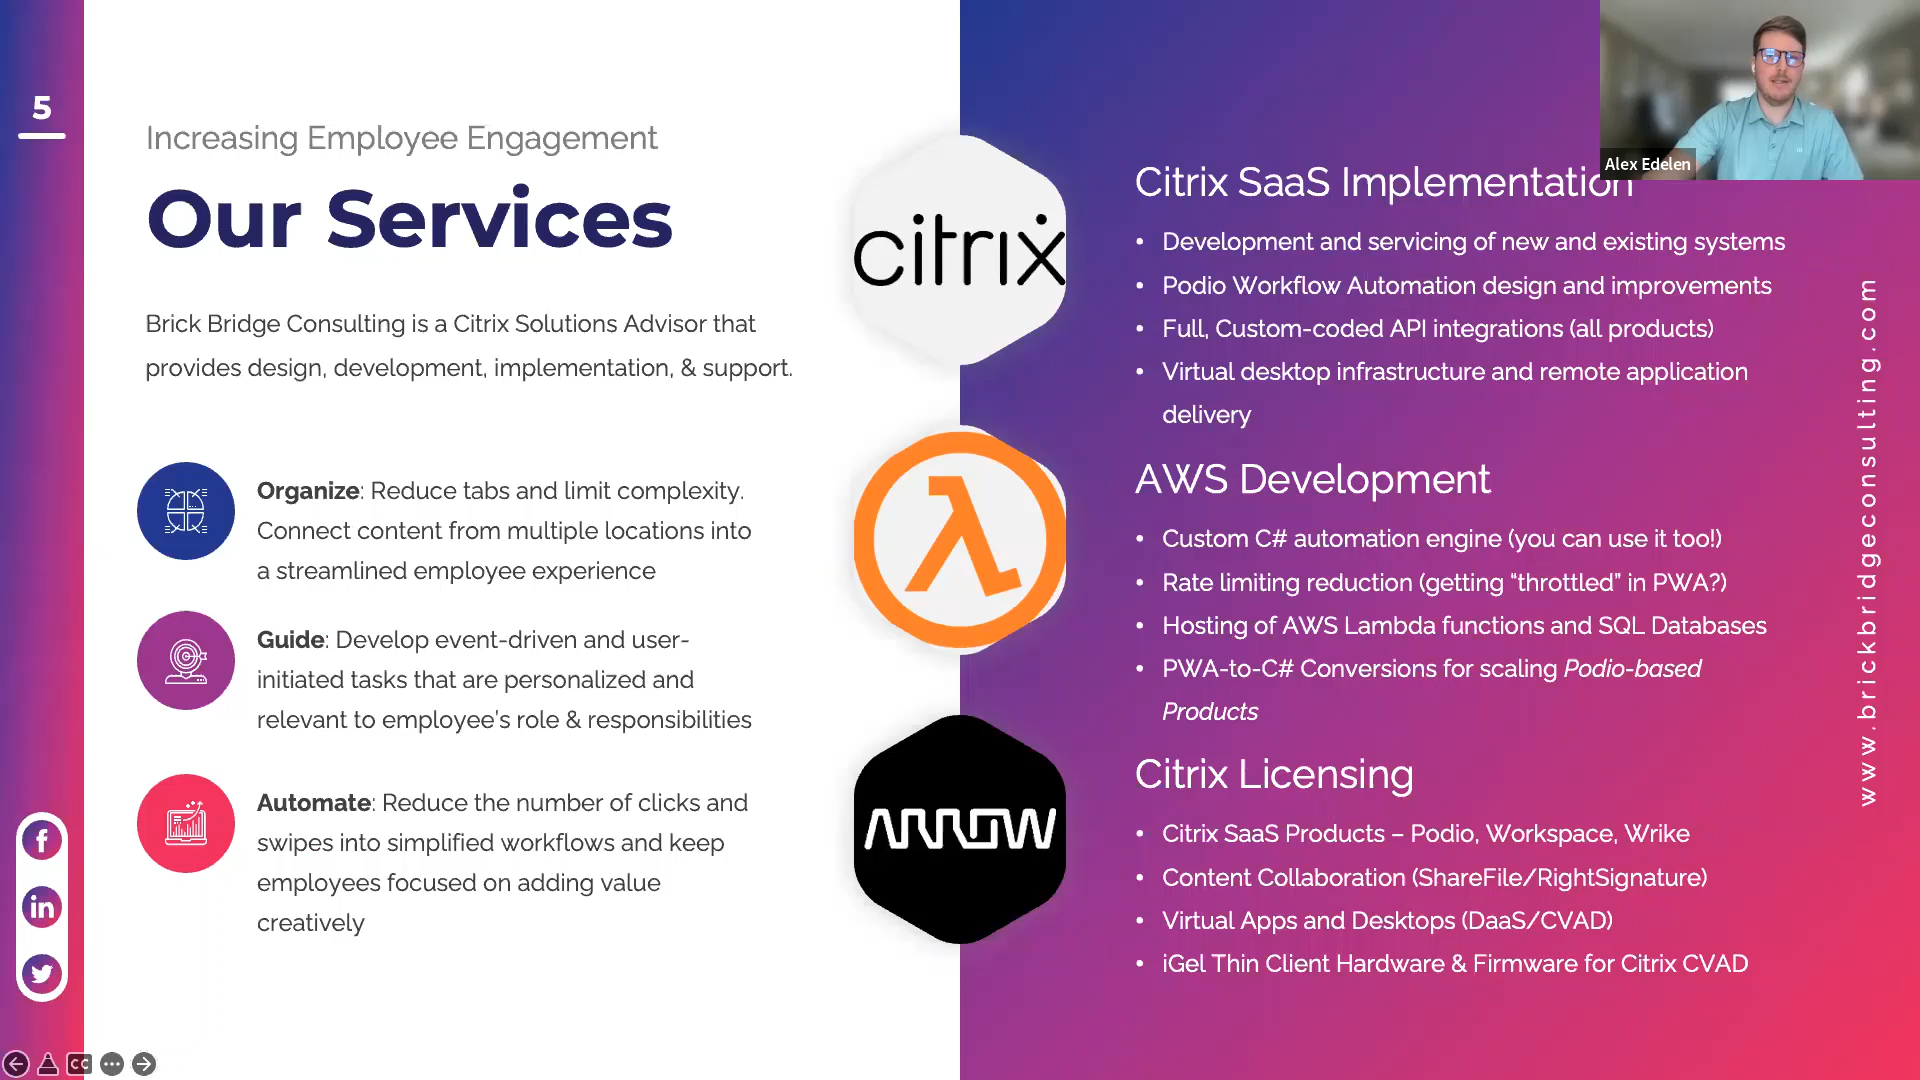 5
Increasing Employee Engagement
Our Services
Brick Bridge Consulting is a Citrix Solutions Advisor that
provides design, development, implementation, & support.
Organize: Reduce tabs and limit complexity.
Connect content from multiple locations into
a streamlined employee experience
Guide: Develop event-driven and user-
initiated tasks that are personalized and
relevant to employee's role & responsibilities
Automate: Reduce the number of clicks and
swipes into simplified workflows and keep
employees focused on adding value
creatively
citrix
λ
ARROW
Alex Edelen
Citrix SaaS Implementation
• Development and servicing of new and existing systems
• Podio Workflow Automation design and improvements
• Full, Custom-coded API integrations (all products)
• Virtual desktop infrastructure and remote application
delivery
AWS Development
• Custom C# automation engine (you can use it too!)
• Rate limiting reduction (getting “throttled” in PWA?)
• Hosting of AWS Lambda functions and SQL Databases
• PWA-to-C# Conversions for scaling Podio-based
Products
Citrix Licensing
• Citrix SaaS Products – Podio, Workspace, Wrike
• Content Collaboration (ShareFile/RightSignature)
• Virtual Apps and Desktops (DaaS/CVAD)
• iGel Thin Client Hardware & Firmware for Citrix CVAD
www.brickbridgeconsulting.com
f
in
CC